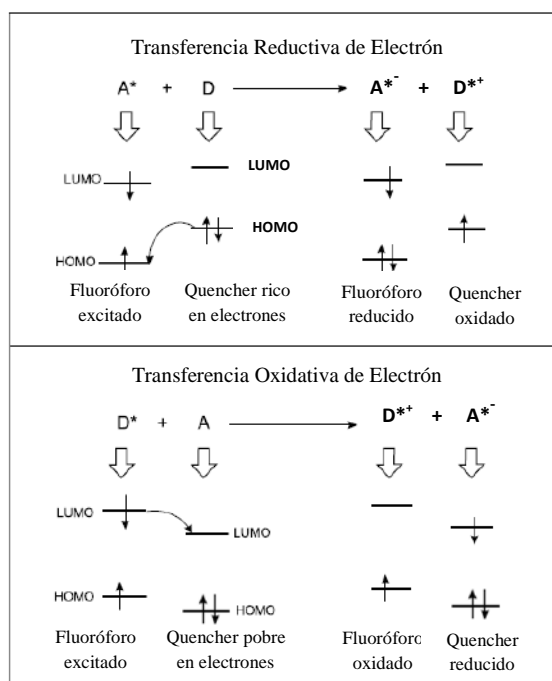 Transferencia Reductiva de Electrón
A* + D A*⁻ + D*⁺
LUMO LUMO
HOMO HOMO
Fluoróforo Quencher rico Fluoróforo Quencher
excitado en electrones reducido oxidado
Transferencia Oxidativa de Electrón
D* + A D*⁺ + A*⁻
LUMO LUMO
HOMO HOMO
Fluoróforo Quencher pobre Fluoróforo Quencher
excitado en electrones oxidado reducido